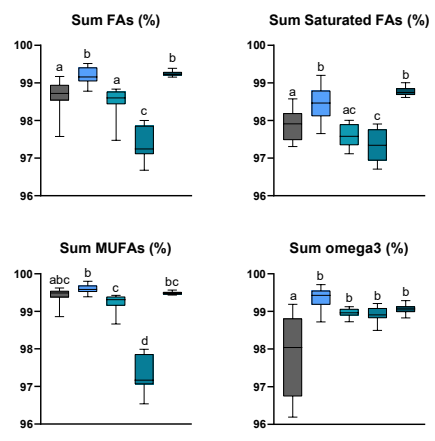 Sum FAs (%)
100
99
98
97
96
a
b
a
c
b
Sum Saturated FAs (%)
100
99
98
97
96
a
b
ac
c
b
Sum MUFAs (%)
100
99
98
97
96
abc
b
c
d
bc
Sum omega3 (%)
100
99
98
97
96
a
b
b
b
b